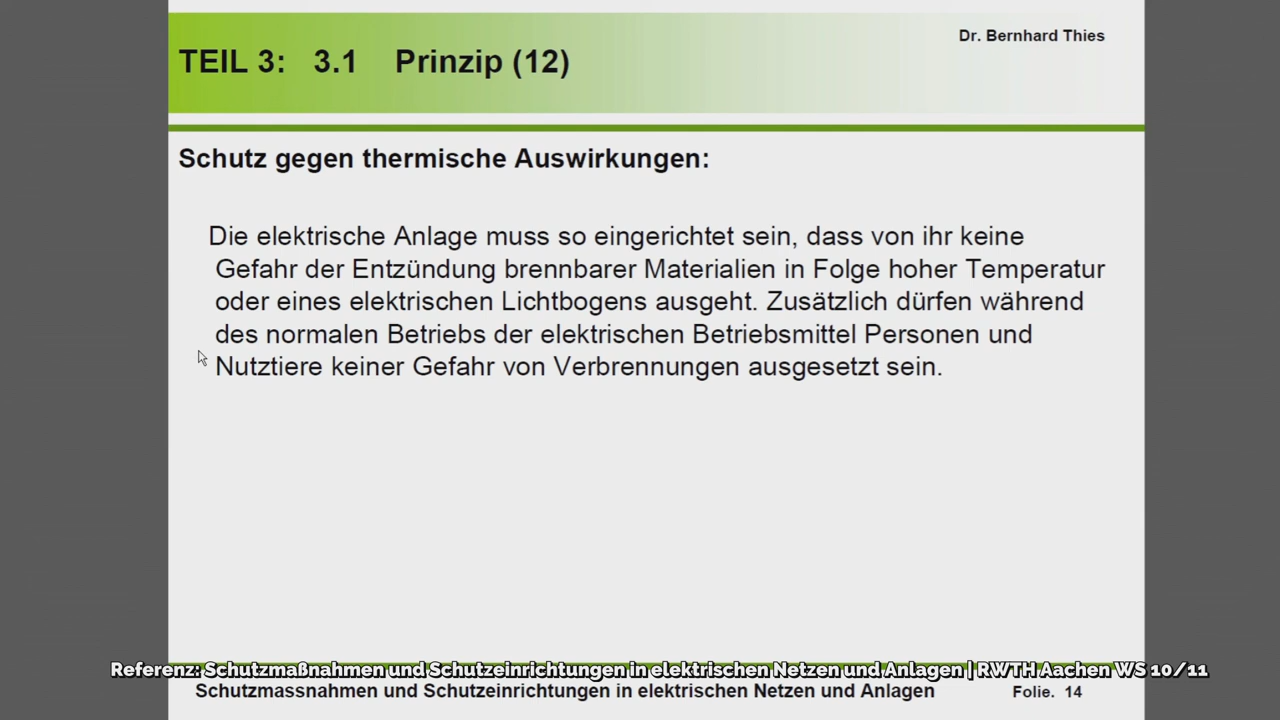 Dr. Bernhard Thies
TEIL 3: 3.1 Prinzip (12)
Schutz gegen thermische Auswirkungen:
Die elektrische Anlage muss so eingerichtet sein, dass von ihr keine
Gefahr der Entzündung brennbarer Materialien in Folge hoher Temperatur
oder eines elektrischen Lichtbogens ausgeht. Zusätzlich dürfen während
des normalen Betriebs der elektrischen Betriebsmittel Personen und
Nutztiere keiner Gefahr von Verbrennungen ausgesetzt sein.
Referenz: Schutzmaßnahmen und Schutzeinrichtungen in elektrischen Netzen und Anlagen | RWTH Aachen WS 10/11
Schutzmassnahmen und Schutzeinrichtungen in elektrischen Netzen und Anlagen Folie. 14